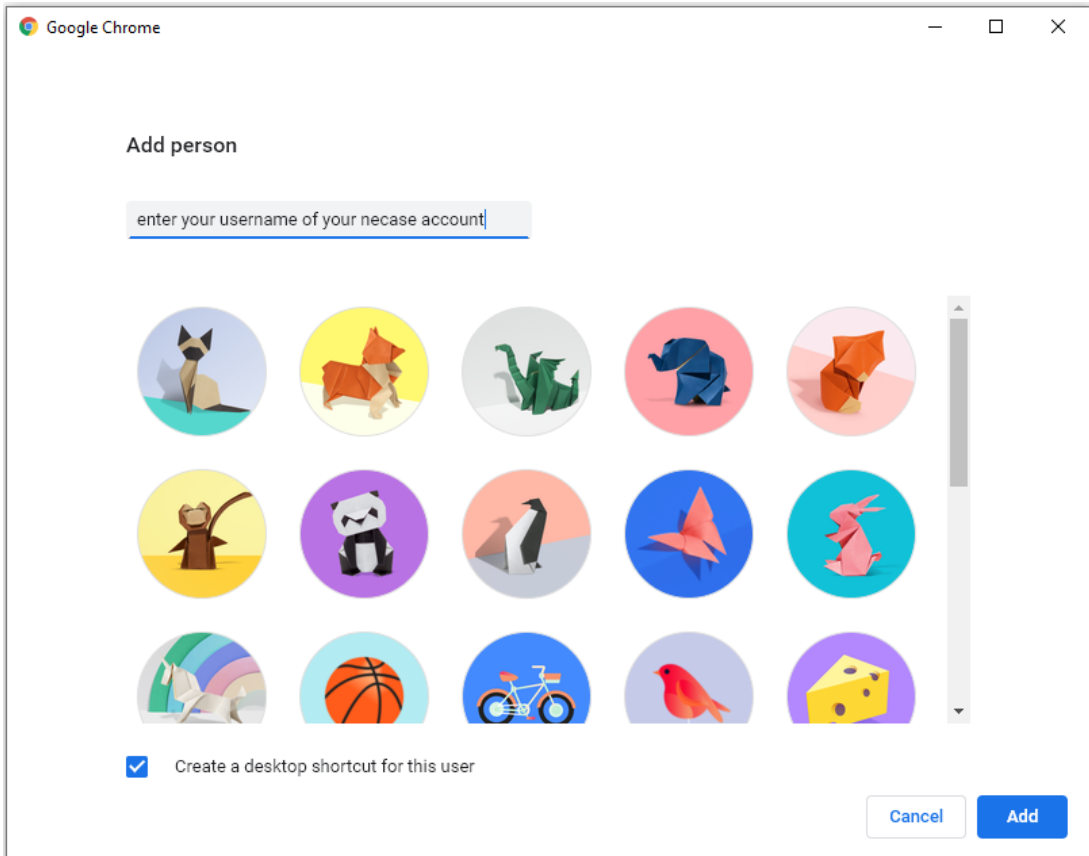 Google Chrome
Add person
enter your username of your necase account
Create a desktop shortcut for this user
Cancel
Add